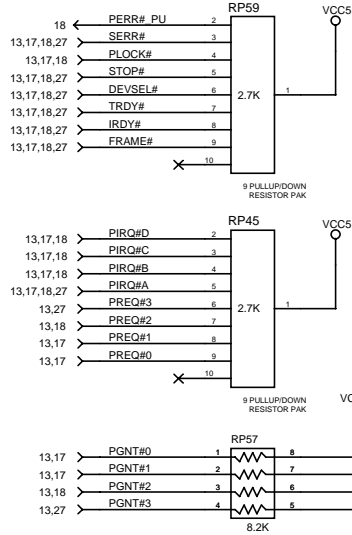 RP59
VCC5
18 PERR#_PU 2
13,17,18,27 SERR# 3
13,17,18 PLOCK# 4
13,17,18,27 STOP# 5
13,17,18,27 DEVSEL# 6 2.7K 1
13,17,18,27 TRDY# 7
13,17,18,27 IRDY# 8
13,17,18,27 FRAME# 9
10
9 PULLUP/DOWN
RESISTOR PAK
RP45
VCC5
13,17,18 PIRQ#D 2
13,17,18 PIRQ#C 3
13,17,18 PIRQ#B 4
13,17,18,27 PIRQ#A 5
13,27 PREQ#3 6 2.7K 1
13,18 PREQ#2 7
13,17 PREQ#1 8
13,17 PREQ#0 9
10
9 PULLUP/DOWN
RESISTOR PAK
VC
RP57
13,17 PGNT#0 1 8
13,17 PGNT#1 2 7
13,18 PGNT#2 3 6
13,27 PGNT#3 4 5
8.2K